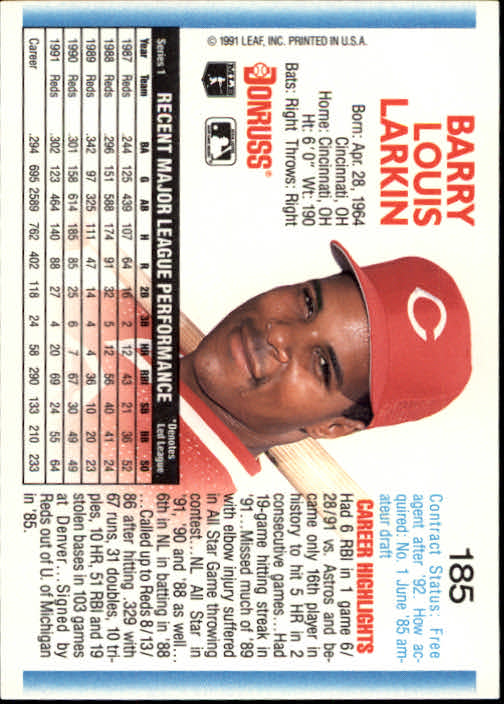 BARRY
LOUIS
LARKIN
Born: Apr. 28, 1964
Cincinnati, OH
Home: Cincinnati, OH
Ht: 6'0" Wt: 190
Bats: Right Throws: Right
DONRUSS®
© 1991 LEAF, INC. PRINTED IN U.S.A.
185
Contract Status: Free
agent after '92. How ac-
quired: No. 1 June '85 am-
ateur draft
CAREER HIGHLIGHTS
Had 6 RBI in 1 game 6/
28/91 vs. Astros and be-
came only 16th player in
history to hit 5 HR in 2
consecutive games...Had
19-game hitting streak in
'91...Missed much of '89
with elbow injury suffered
in All Star Game throwing
contest...NL All Star in
'91, '90 and '88 as well...
6th in NL in batting in '88
...Called up to Reds 8/13/
86 after hitting .329 with
67 runs, 31 doubles, 10 tri-
ples, 10 HR, 51 RBI and 19
stolen bases in 103 games
at Denver...Signed by
Reds out of U. of Michigan
in '85.
Series 1 RECENT MAJOR LEAGUE PERFORMANCE *Denotes
Led League
Year Team BA G AB H R 2B 3B HR RBI SB BB SO
1987 Reds .244 125 439 107 64 16 2 12 43 21 36 52
1988 Reds .296 151 588 174 91 32 5 12 56 40 41 24
1989 Reds .342 97 325 111 47 14 4 4 36 10 20 23
1990 Reds .301 158 614 185 85 25 6 7 67 30 49 49
1991 Reds .302 123 464 140 88 27 4 20 69 24 55 64
Career .294 695 2589 762 402 118 24 58 290 133 210 233